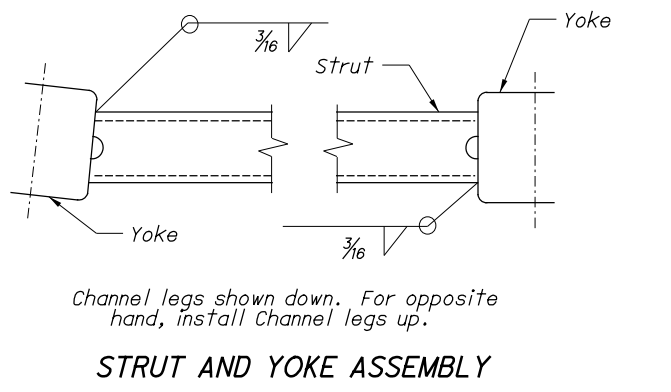 Yoke
3/16
Strut
Yoke
3/16
Channel legs shown down. For opposite
hand, install Channel legs up.
STRUT AND YOKE ASSEMBLY